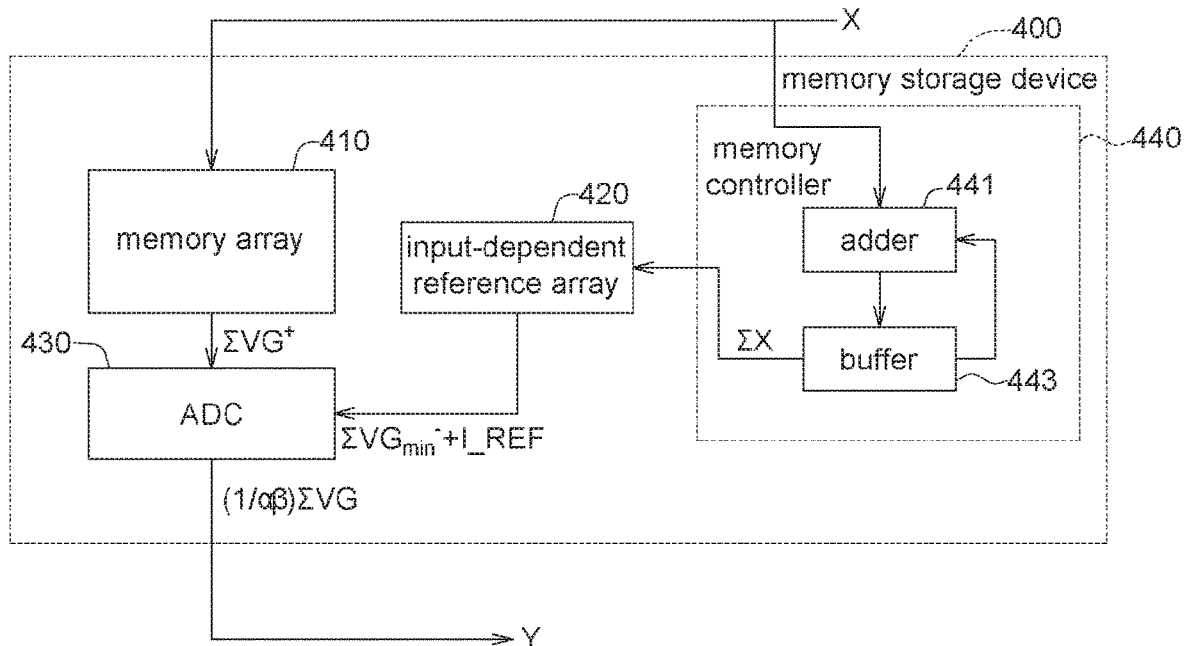 X
400
memory storage device
410
memory
controller
440
420
441
memory array
input-dependent
reference array
adder
430
ΣVG⁺
ΣX
buffer
443
ADC
ΣVGₘᵢₙ⁻+I_REF
(1/αβ)ΣVG
Y